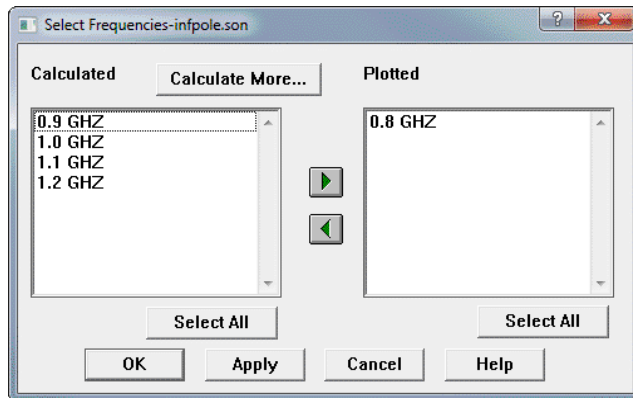 Select Frequencies-infpole.son
Calculated
Calculate More...
Plotted
0.9 GHZ
1.0 GHZ
1.1 GHZ
1.2 GHZ
0.8 GHZ
Select All
Select All
OK
Apply
Cancel
Help